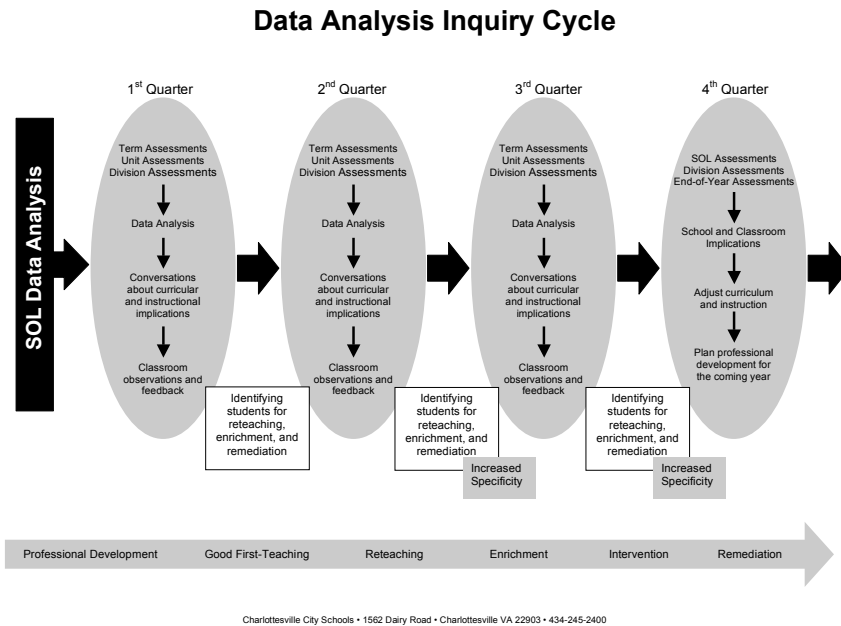 Data Analysis Inquiry Cycle
SOL Data Analysis
1st Quarter
Term Assessments
Unit Assessments
Division Assessments
Data Analysis
Conversations
about curricular
and instructional
implications
Classroom
observations and
feedback
Identifying
students for
reteaching,
enrichment, and
remediation
2nd Quarter
Term Assessments
Unit Assessments
Division Assessments
Data Analysis
Conversations
about curricular
and instructional
implications
Classroom
observations and
feedback
Identifying
students for
reteaching,
enrichment, and
remediation
Increased
Specificity
3rd Quarter
Term Assessments
Unit Assessments
Division Assessments
Data Analysis
Conversations
about curricular
and instructional
implications
Classroom
observations and
feedback
Identifying
students for
reteaching,
enrichment, and
remediation
Increased
Specificity
4th Quarter
SOL Assessments
Division Assessments
End-of-Year Assessments
School and Classroom
Implications
Adjust curriculum
and instruction
Plan professional
development for
the coming year
Professional Development Good First-Teaching Reteaching Enrichment Intervention Remediation
Charlottesville City Schools • 1562 Dairy Road • Charlottesville VA 22903 • 434-245-2400